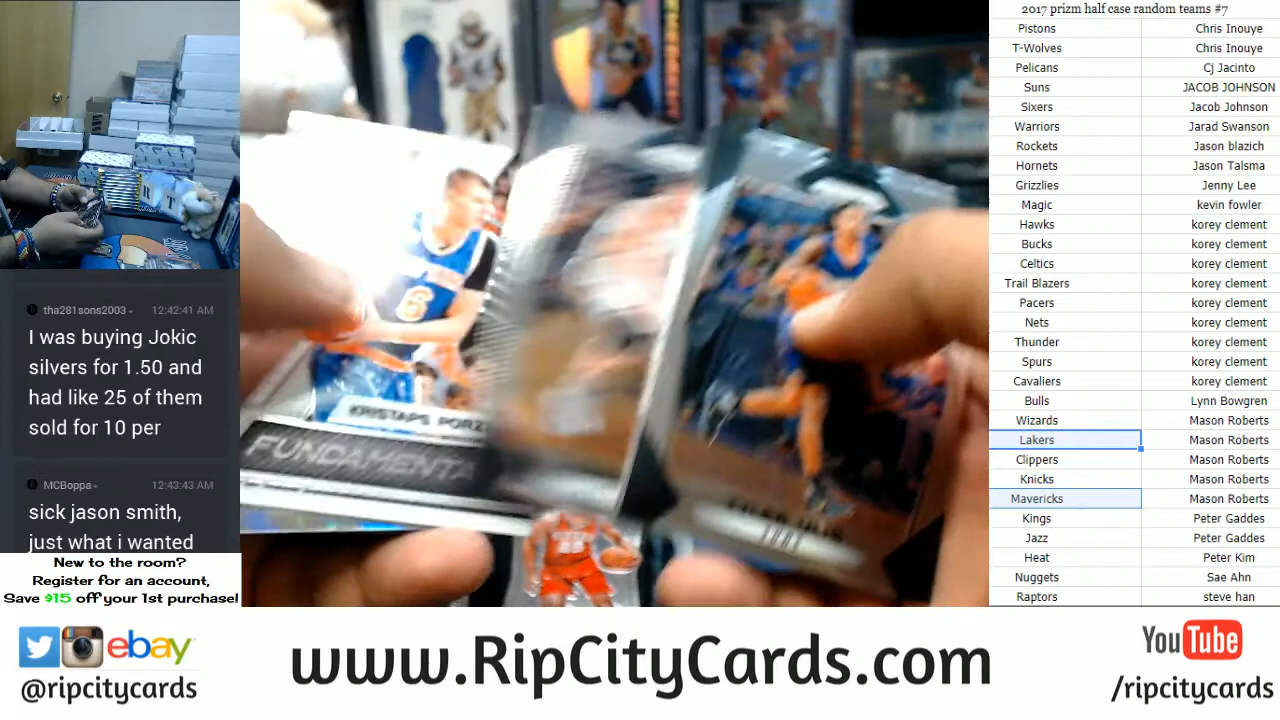 2017 prizm half case random teams #7
Pistons Chris Inouye
T-Wolves Chris Inouye
Pelicans Cj Jacinto
Suns JACOB JOHNSON
Sixers Jacob Johnson
Warriors Jarad Swanson
Rockets Jason blazich
Hornets Jason Talsma
Grizzlies Jenny Lee
Magic kevin fowler
Hawks korey clement
Bucks korey clement
Celtics korey clement
Trail Blazers korey clement
Pacers korey clement
Nets korey clement
Thunder korey clement
Spurs korey clement
Cavaliers korey clement
Bulls Lynn Bowgren
Wizards Mason Roberts
Lakers Mason Roberts
Clippers Mason Roberts
Knicks Mason Roberts
Mavericks Mason Roberts
Kings Peter Gaddes
Jazz Peter Gaddes
Heat Peter Kim
Nuggets Sae Ahn
Raptors steve han
tha281sons2003 12:42:41 AM
I was buying Jokic
silvers for 1.50 and
had like 25 of them
sold for 10 per
MCBoppa 12:43:43 AM
sick jason smith,
just what i wanted
New to the room?
Register for an account,
Save $15 off your 1st purchase!
KRISTAPS PORZ
FUNDAMENTA
ebay
@ripcitycards
www.RipCityCards.com
YouTube
/ripcitycards